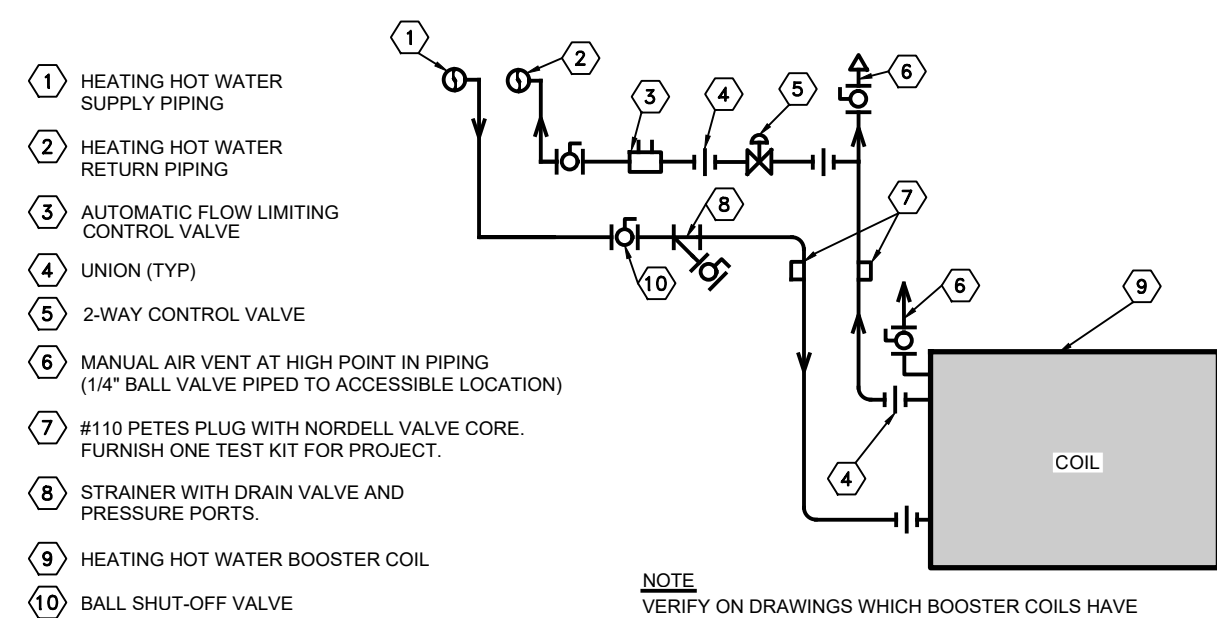 1 HEATING HOT WATER
SUPPLY PIPING
2 HEATING HOT WATER
RETURN PIPING
3 AUTOMATIC FLOW LIMITING
CONTROL VALVE
4 UNION (TYP)
5 2-WAY CONTROL VALVE
6 MANUAL AIR VENT AT HIGH POINT IN PIPING
(1/4" BALL VALVE PIPED TO ACCESSIBLE LOCATION)
7 #110 PETES PLUG WITH NORDELL VALVE CORE.
FURNISH ONE TEST KIT FOR PROJECT.
8 STRAINER WITH DRAIN VALVE AND
PRESSURE PORTS.
9 HEATING HOT WATER BOOSTER COIL
10 BALL SHUT-OFF VALVE
1
2
3
4
5
6
7
8
10
6
9
4
COIL
NOTE
VERIFY ON DRAWINGS WHICH BOOSTER COILS HAVE